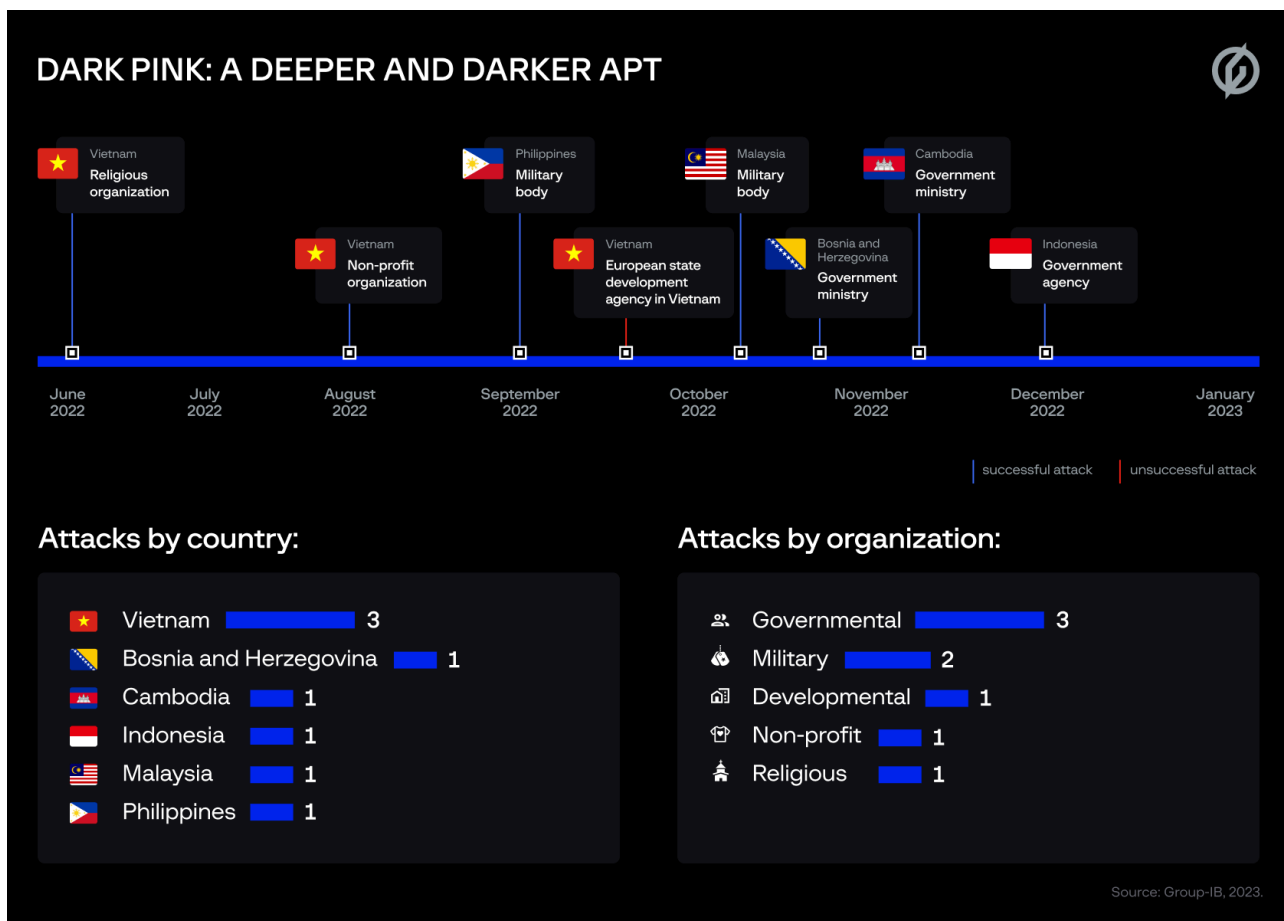 DARK PINK: A DEEPER AND DARKER APT
Vietnam
Religious
organization
Philippines
Military
body
Malaysia
Military
body
Cambodia
Government
ministry
Vietnam
Non-profit
organization
Vietnam
European state
development
agency in Vietnam
Bosnia and
Herzegovina
Government
ministry
Indonesia
Government
agency
June
2022
July
2022
August
2022
September
2022
October
2022
November
2022
December
2022
January
2023
successful attack
unsuccessful attack
Attacks by country:
Vietnam 3
Bosnia and Herzegovina 1
Cambodia 1
Indonesia 1
Malaysia 1
Philippines 1
Attacks by organization:
Governmental 3
Military 2
Developmental 1
Non-profit 1
Religious 1
Source: Group-IB, 2023.